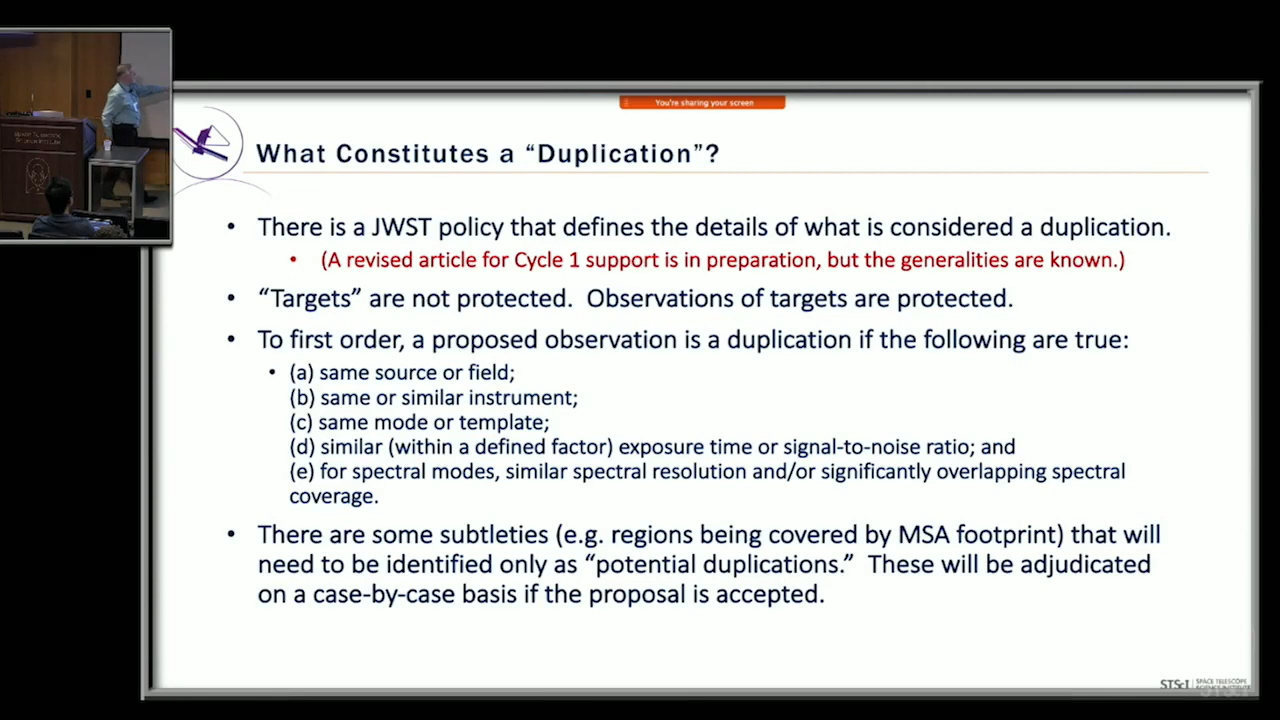 You're sharing your screen
What Constitutes a “Duplication”?
• There is a JWST policy that defines the details of what is considered a duplication.
• (A revised article for Cycle 1 support is in preparation, but the generalities are known.)
• “Targets” are not protected. Observations of targets are protected.
• To first order, a proposed observation is a duplication if the following are true:
• (a) same source or field;
(b) same or similar instrument;
(c) same mode or template;
(d) similar (within a defined factor) exposure time or signal-to-noise ratio; and
(e) for spectral modes, similar spectral resolution and/or significantly overlapping spectral
coverage.
• There are some subtleties (e.g. regions being covered by MSA footprint) that will
need to be identified only as “potential duplications.” These will be adjudicated
on a case-by-case basis if the proposal is accepted.
STScI | SPACE TELESCOPE
SCIENCE INSTITUTE